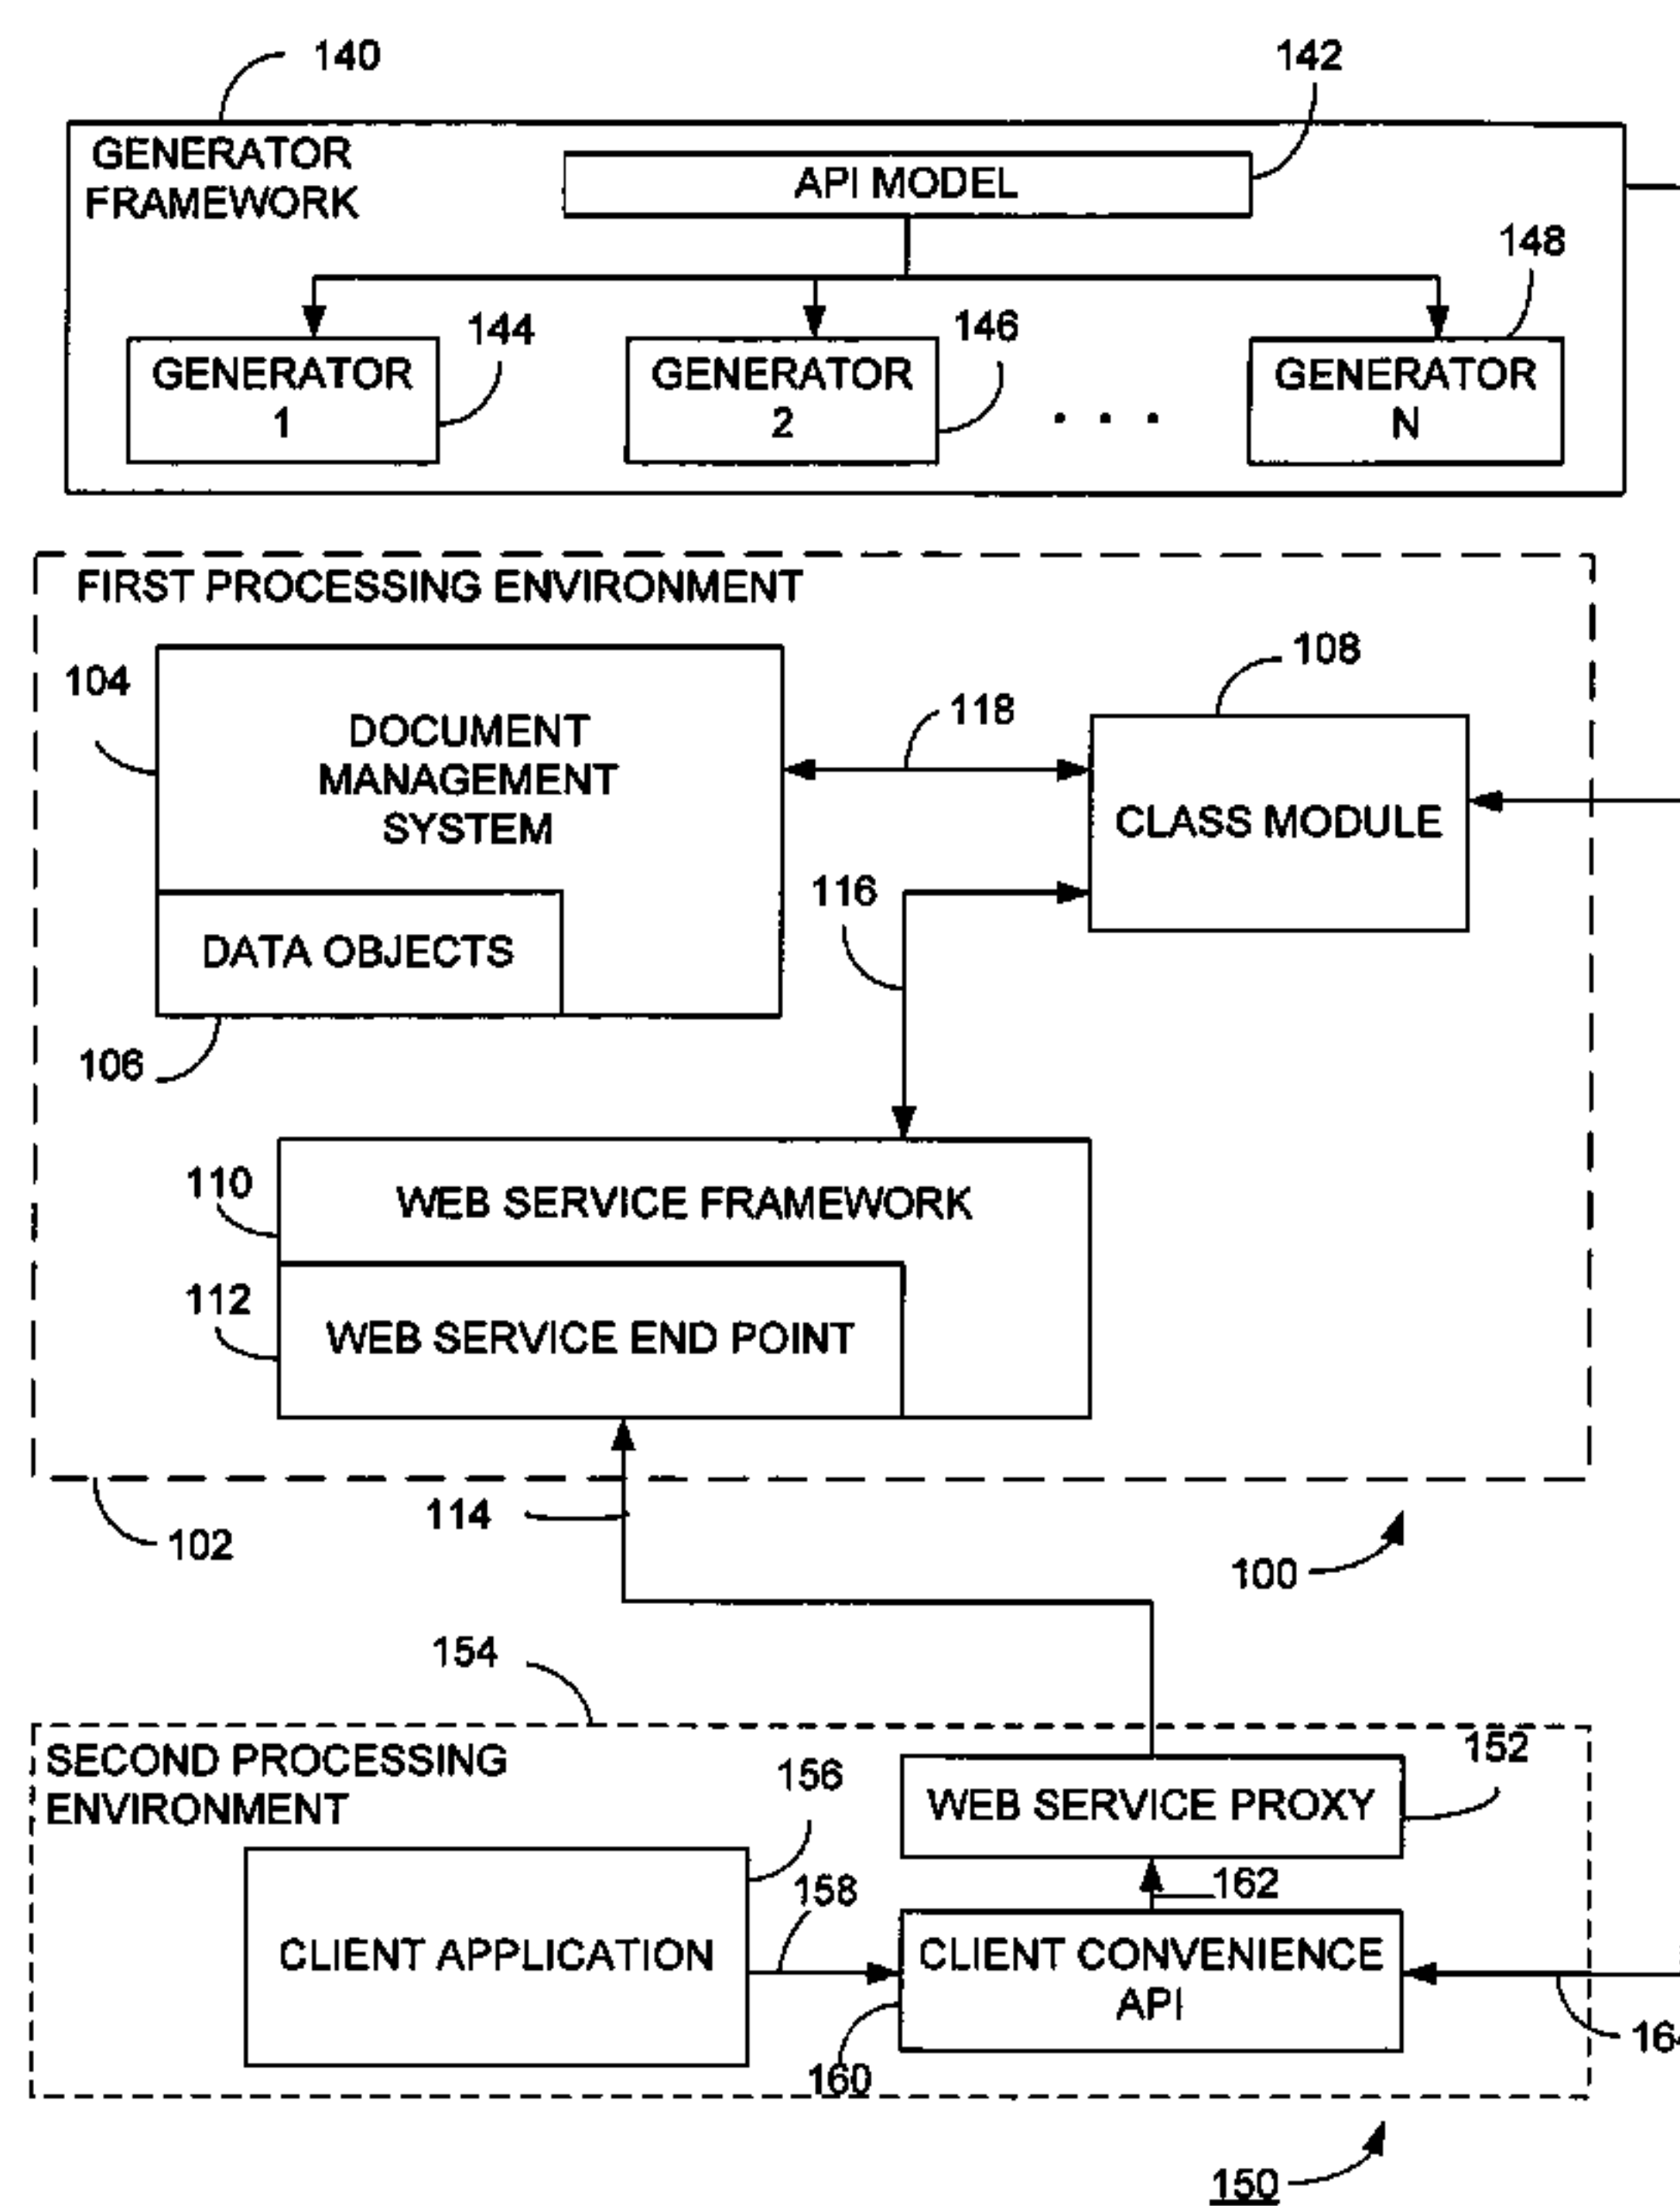 140
142
GENERATOR
FRAMEWORK
API MODEL
148
144
146
GENERATOR
1
GENERATOR
2
. . .
GENERATOR
N
FIRST PROCESSING ENVIRONMENT
108
104
118
DOCUMENT
MANAGEMENT
SYSTEM
CLASS MODULE
116
DATA OBJECTS
106
110
WEB SERVICE FRAMEWORK
112
WEB SERVICE END POINT
114
102
100
154
SECOND PROCESSING
ENVIRONMENT
152
156
WEB SERVICE PROXY
158
162
CLIENT APPLICATION
CLIENT CONVENIENCE
API
160
150